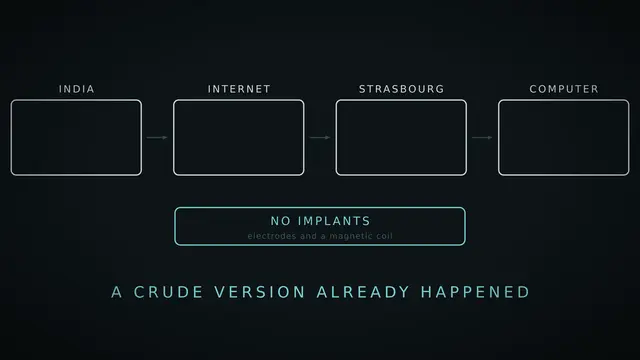 INDIA
INTERNET
STRASBOURG
COMPUTER
NO IMPLANTS
electrodes and a magnetic coil
A CRUDE VERSION ALREADY HAPPENED